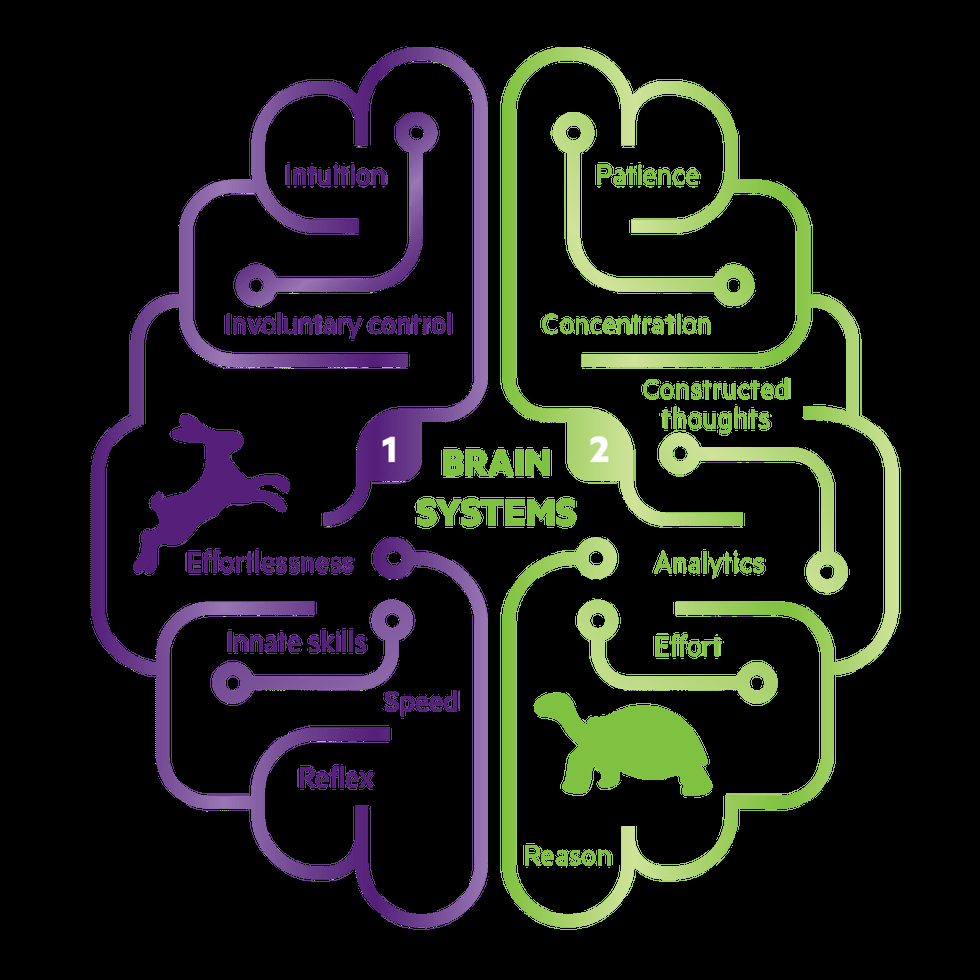 Intuition
Involuntary control
1
Effortlessness
Innate skills
Speed
Reflex
BRAIN
SYSTEMS
Patience
Concentration
Constructed
thoughts
2
Analytics
Effort
Reason